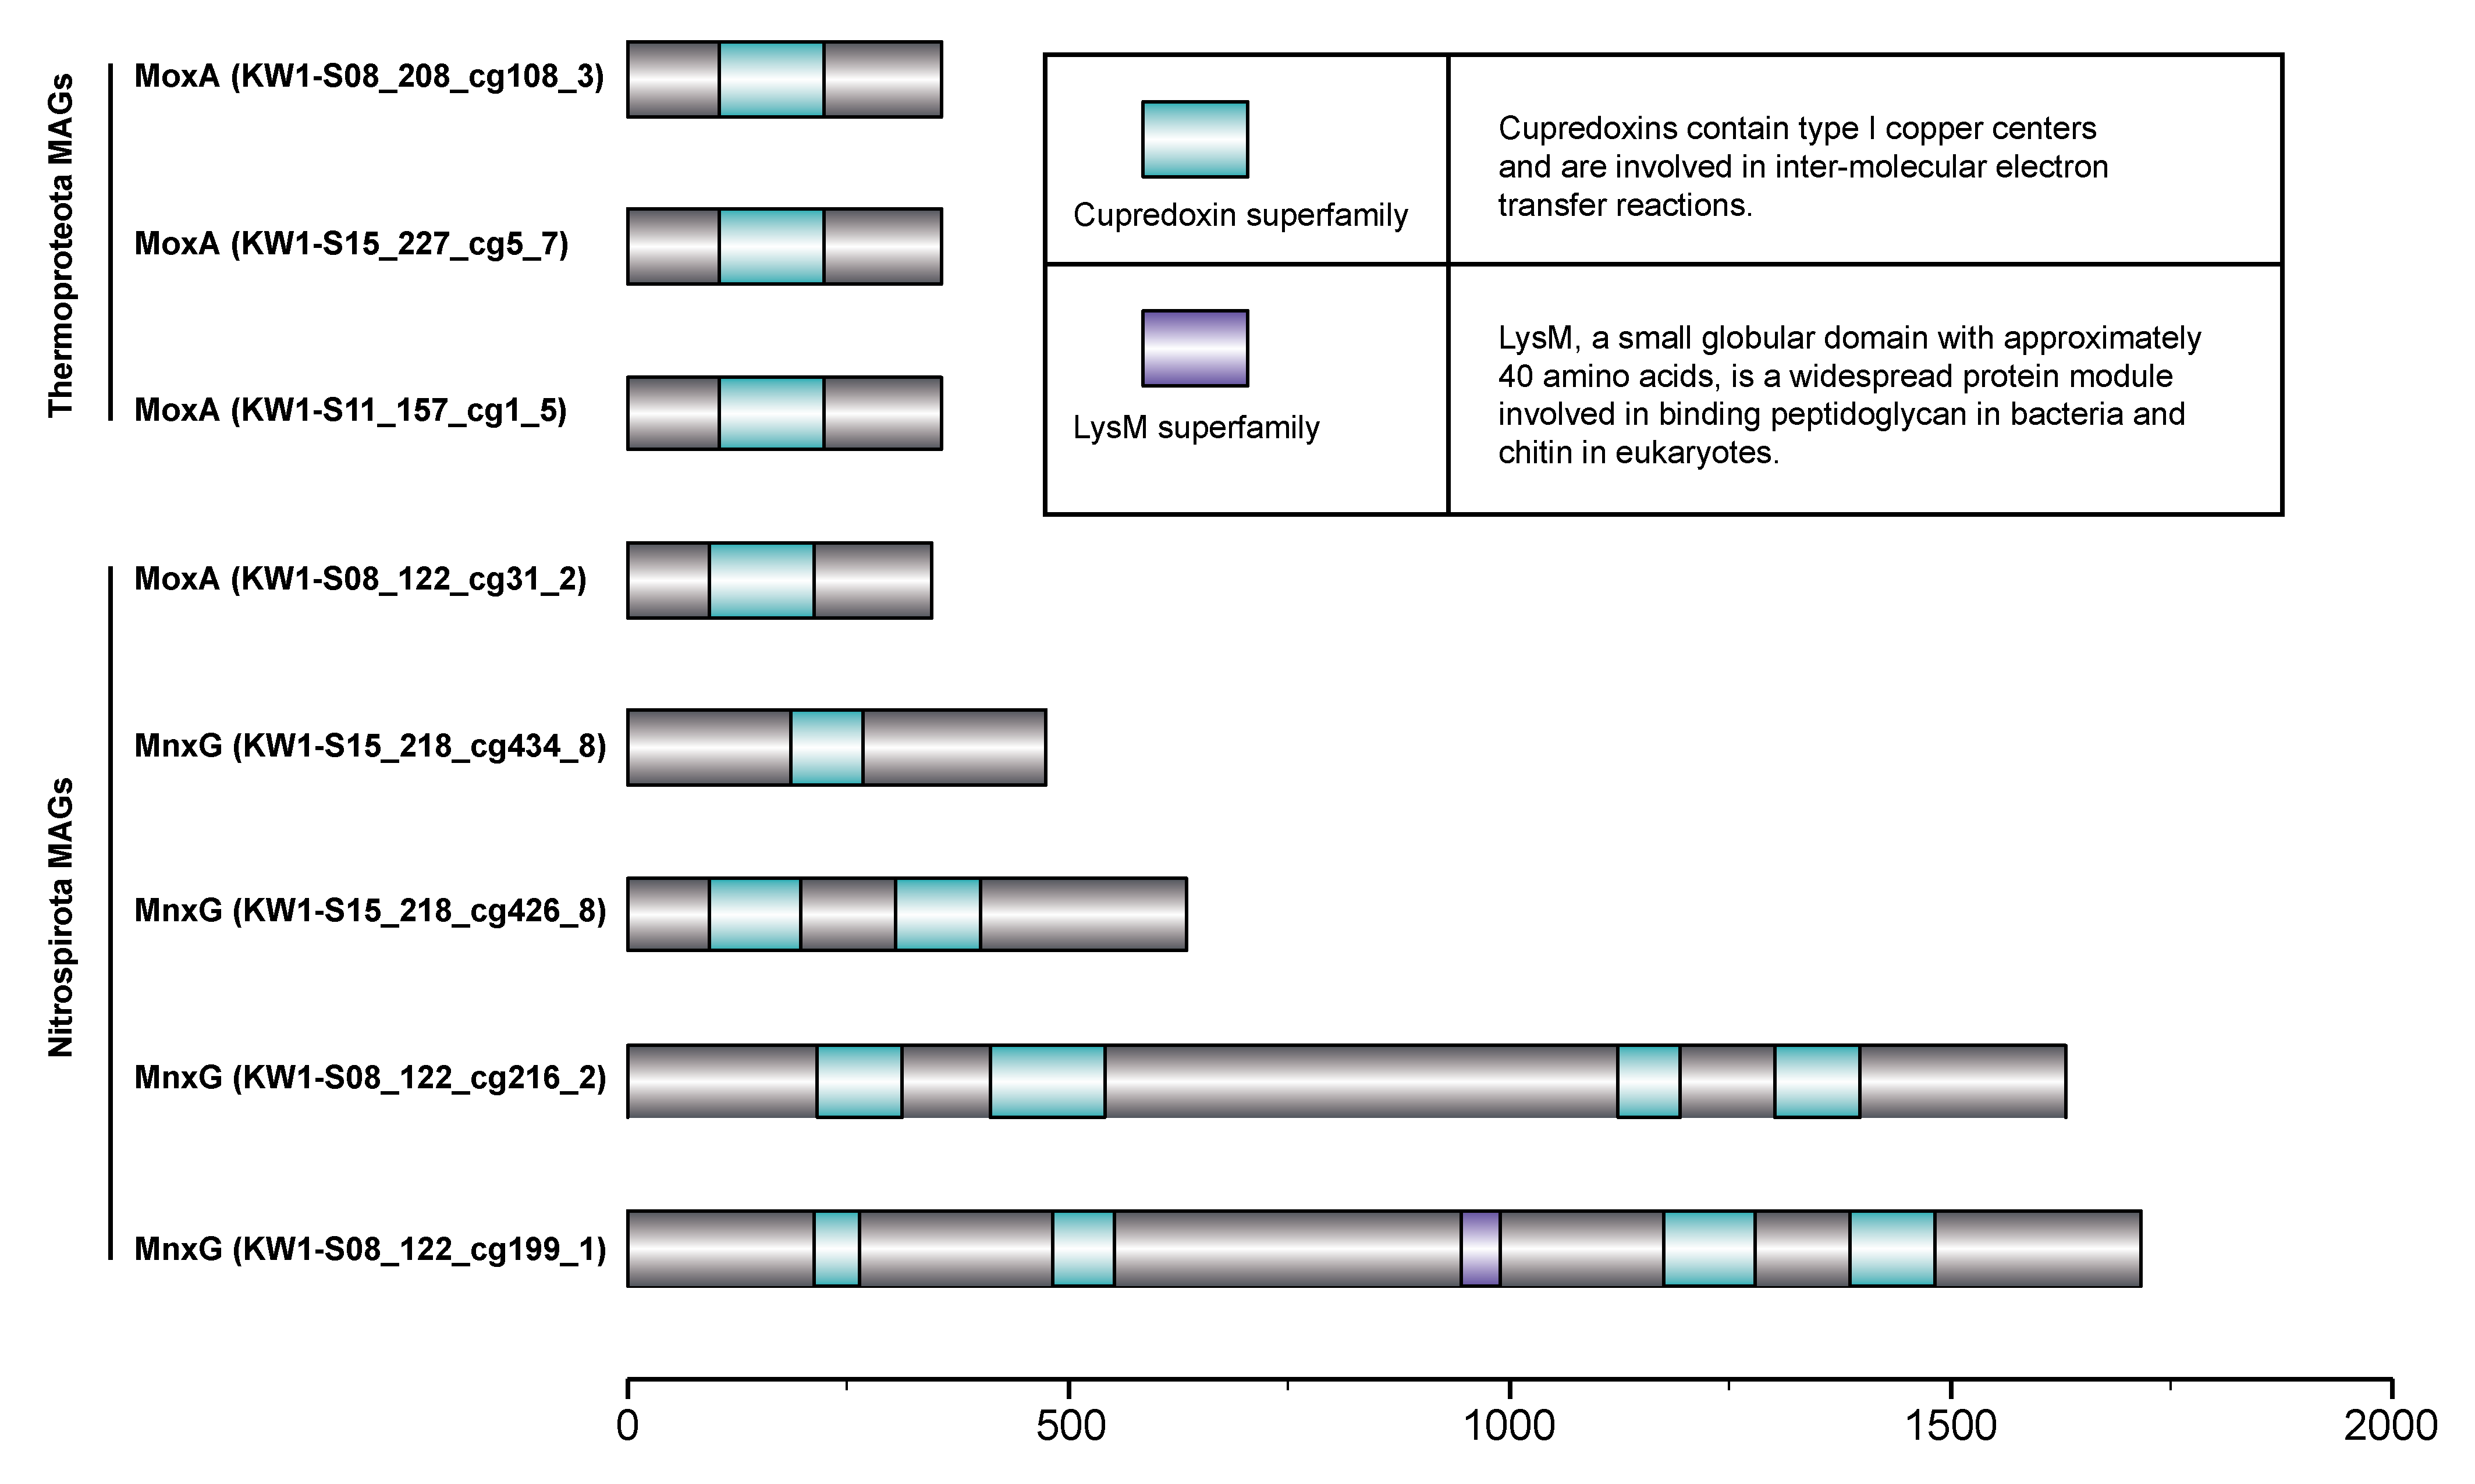 Thermoproteota MAGs
MoxA (KW1-S08_208_cg108_3)
MoxA (KW1-S15_227_cg5_7)
MoxA (KW1-S11_157_cg1_5)
Cupredoxin superfamily
Cupredoxins contain type I copper centers
and are involved in inter-molecular electron
transfer reactions.
LysM superfamily
LysM, a small globular domain with approximately
40 amino acids, is a widespread protein module
involved in binding peptidoglycan in bacteria and
chitin in eukaryotes.
Nitrospirota MAGs
MoxA (KW1-S08_122_cg31_2)
MnxG (KW1-S15_218_cg434_8)
MnxG (KW1-S15_218_cg426_8)
MnxG (KW1-S08_122_cg216_2)
MnxG (KW1-S08_122_cg199_1)
0 500 1000 1500 2000